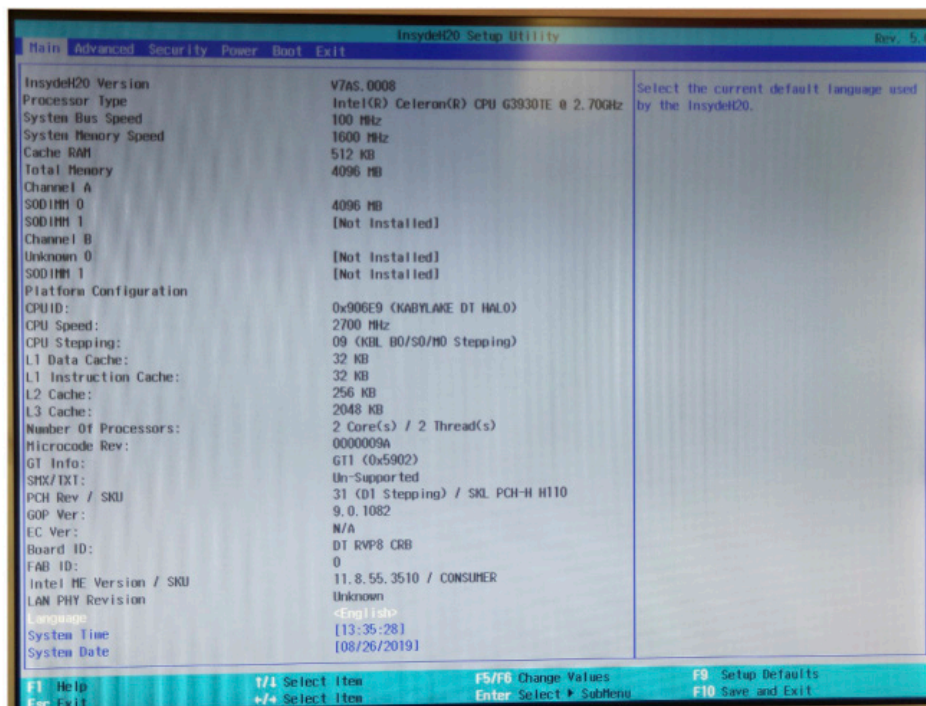 InsydeH20 Setup Utility Rev. 5.
Main Advanced Security Power Boot Exit
InsydeH20 Version V7AS.0008
Processor Type Intel(R) Celeron(R) CPU G3930TE @ 2.70GHz
System Bus Speed 100 MHz
System Memory Speed 1600 MHz
Cache RAM 512 KB
Total Memory 4096 MB
Channel A
SODIMM 0 4096 MB
SODIMM 1 [Not Installed]
Channel B
Unknown 0 [Not Installed]
SODIMM 1 [Not Installed]
Platform Configuration
CPUID: 0x906E9 (KABYLAKE DT HALO)
CPU Speed: 2700 MHz
CPU Stepping: 09 (KBL B0/S0/M0 Stepping)
L1 Data Cache: 32 KB
L1 Instruction Cache: 32 KB
L2 Cache: 256 KB
L3 Cache: 2048 KB
Number Of Processors: 2 Core(s) / 2 Thread(s)
Microcode Rev: 0000009A
GT Info: GT1 (0x5902)
SMX/TXT: Un-Supported
PCH Rev / SKU 31 (D1 Stepping) / SKL PCH-H H110
GOP Ver: 9.0.1082
EC Ver: N/A
Board ID: DT RVP8 CRB
FAB ID: 0
Intel ME Version / SKU 11.8.55.3510 / CONSUMER
LAN PHY Revision Unknown
Language <English>
System Time [13:35:28]
System Date [08/26/2019]
Select the current default language used
by the InsydeH20.
F1 Help ↑/↓ Select Item F5/F6 Change Values F9 Setup Defaults
Esc Exit ←/→ Select Item Enter Select ▶ SubMenu F10 Save and Exit